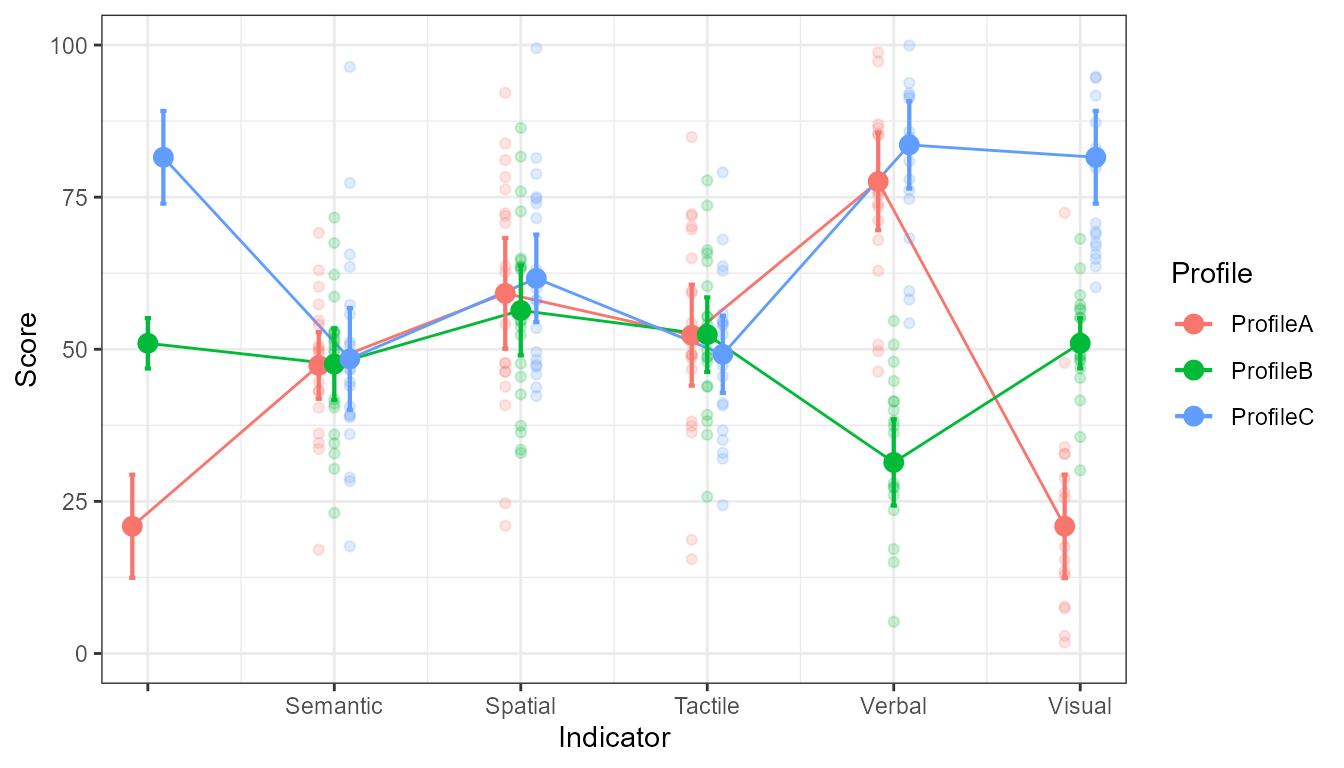 100
75
50
25
0
Score
Semantic
Spatial
Tactile
Verbal
Visual
Indicator
Profile
ProfileA
ProfileB
ProfileC